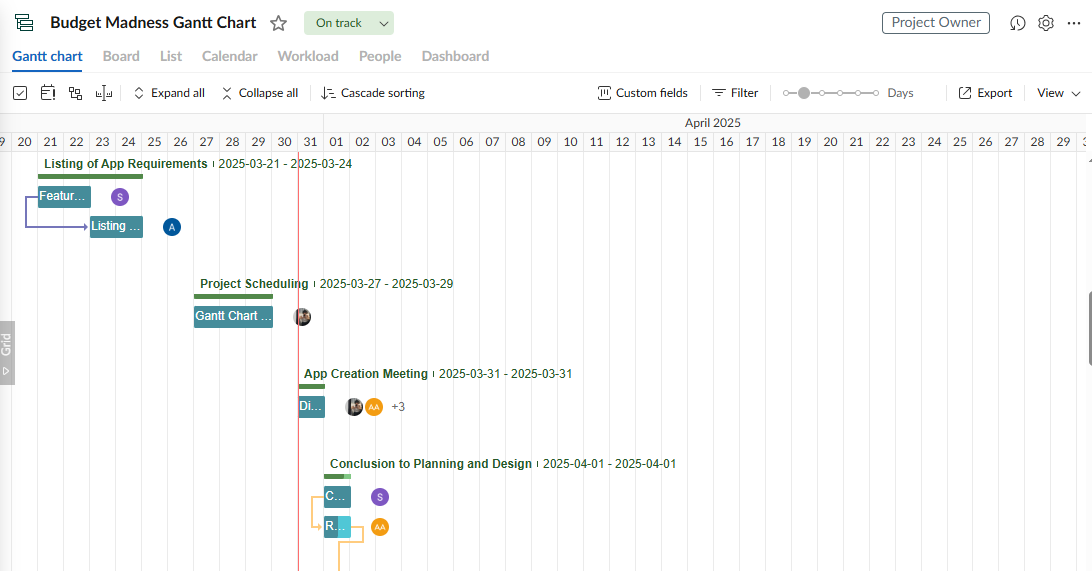 Budget Madness Gantt Chart On track Project Owner
Gantt chart Board List Calendar Workload People Dashboard
Expand all Collapse all Cascade sorting Custom fields Filter Days Export View
April 2025
9 20 21 22 23 24 25 26 27 28 29 30 31 01 02 03 04 05 06 07 08 09 10 11 12 13 14 15 16 17 18 19 20 21 22 23 24 25 26 27 28 29 3
Listing of App Requirements 2025-03-21 - 2025-03-24
Featur... S
Listing ... A
Project Scheduling 2025-03-27 - 2025-03-29
Gantt Chart ...
Grid
App Creation Meeting 2025-03-31 - 2025-03-31
Di... AA +3
Conclusion to Planning and Design 2025-04-01 - 2025-04-01
C... S
R... AA